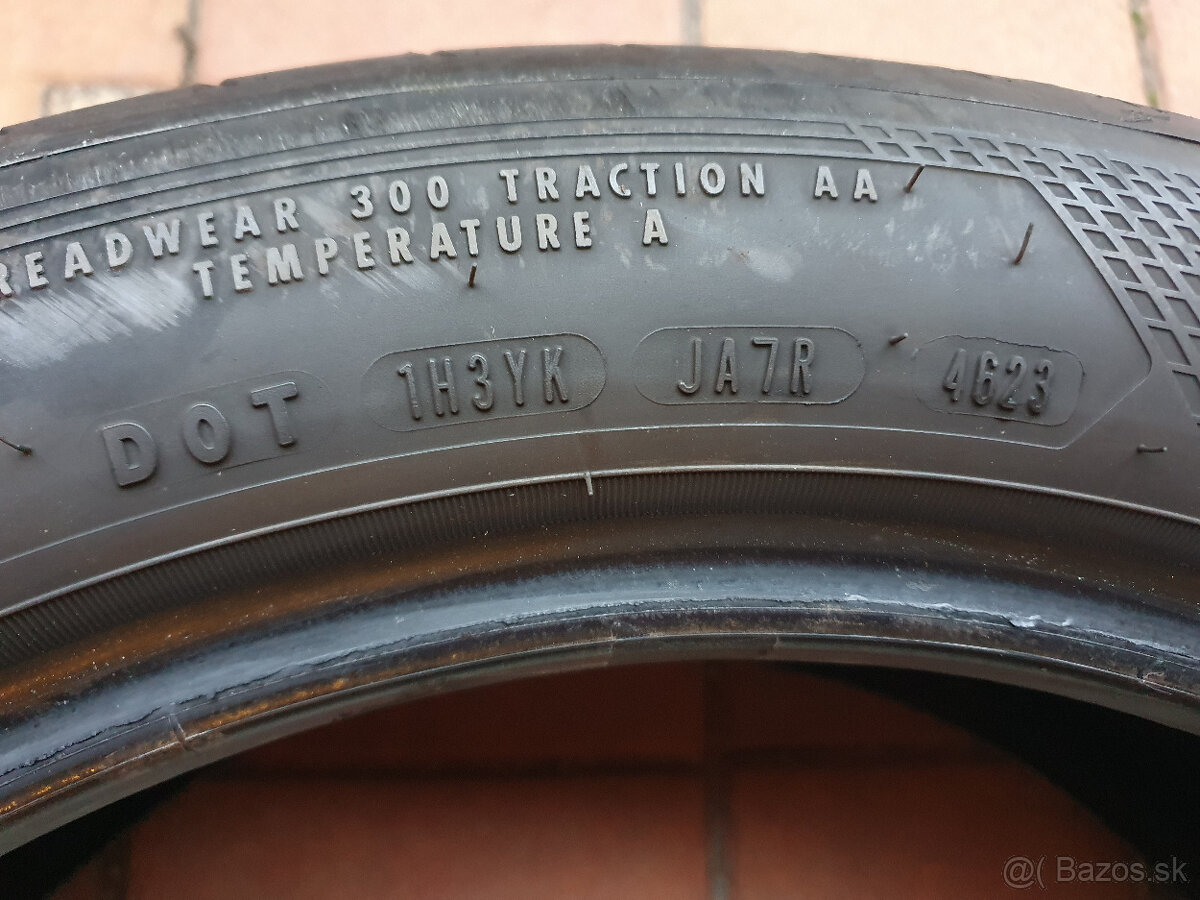 READWEAR 300 TRACTION AA
TEMPERATURE A
DOT 1H3YK JA7R 4623
@( Bazos.sk